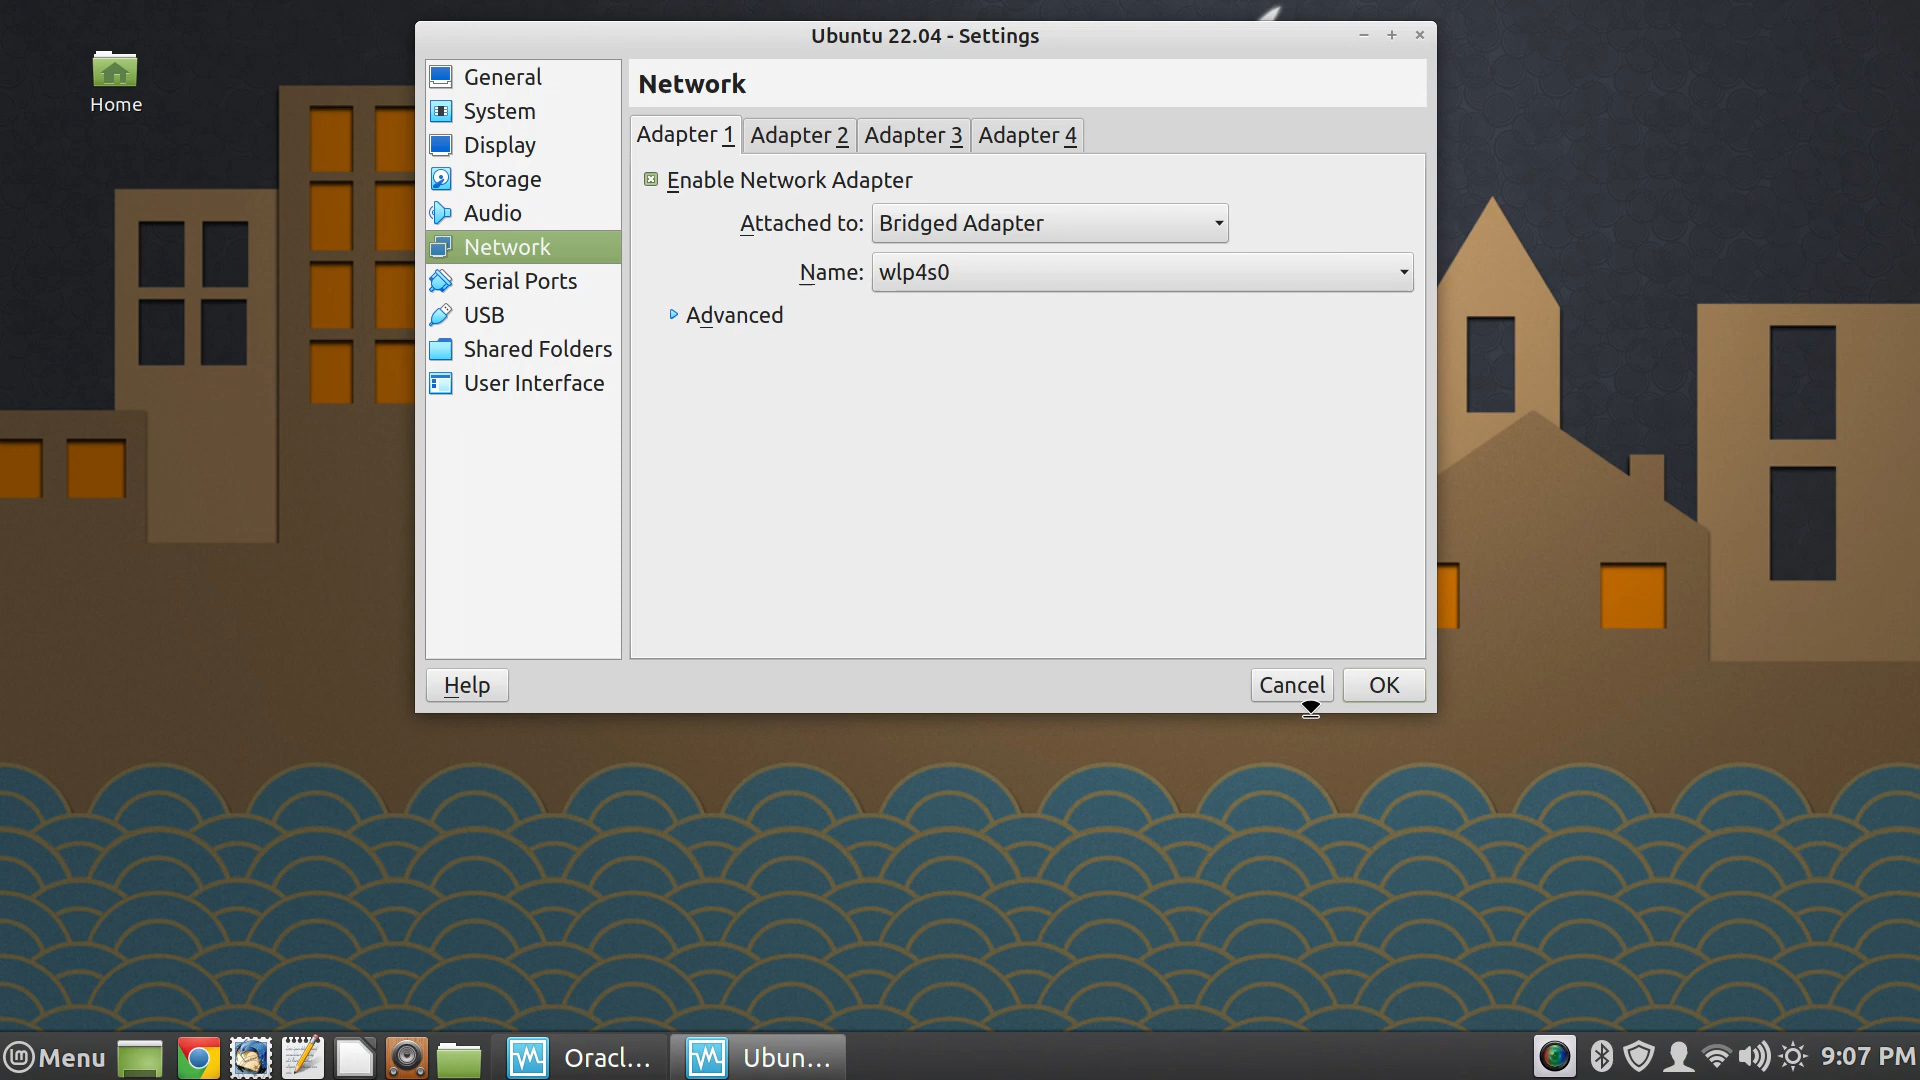 Home
Ubuntu 22.04 - Settings
General
System
Display
Storage
Audio
Network
Serial Ports
USB
Shared Folders
User Interface
Network
Adapter 1
Adapter 2
Adapter 3
Adapter 4
Enable Network Adapter
Attached to: Bridged Adapter
Name: wlp4s0
Advanced
Help
Cancel
OK
Menu
Oracl...
Ubun...
9:07 PM